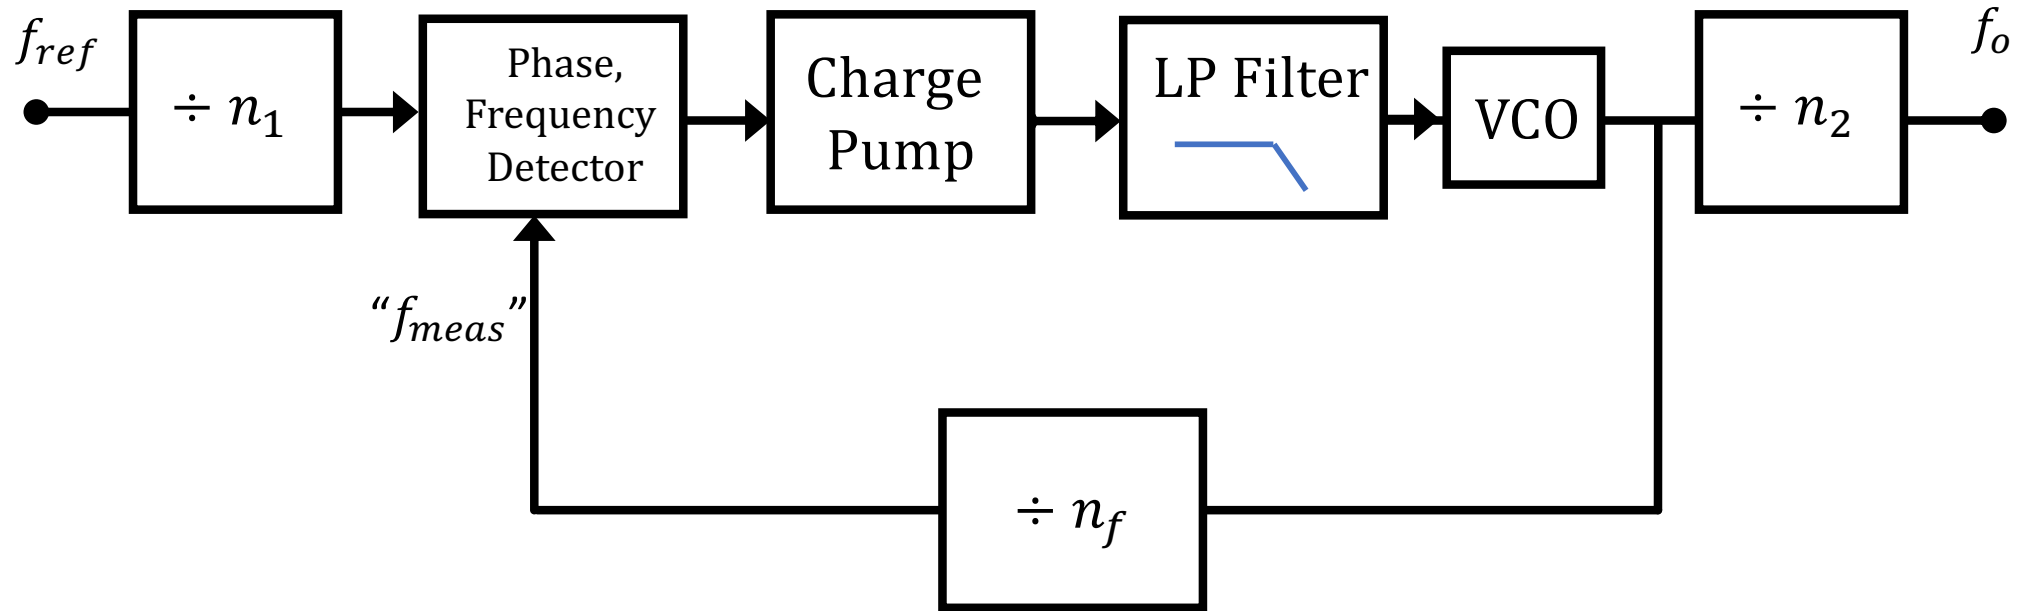 f_ref
÷ n_1
Phase,
Frequency
Detector
Charge
Pump
LP Filter
VCO
÷ n_2
f_o
“f_meas”
÷ n_f